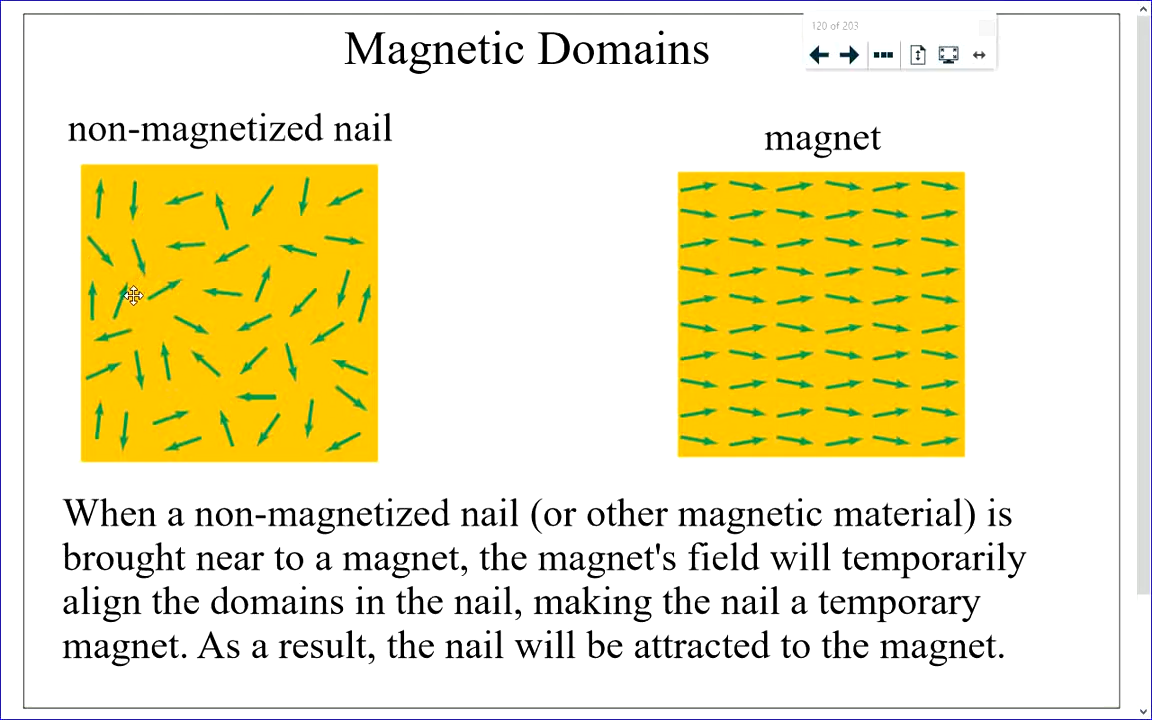 120 of 203
Magnetic Domains
non-magnetized nail
magnet
When a non-magnetized nail (or other magnetic material) is
brought near to a magnet, the magnet's field will temporarily
align the domains in the nail, making the nail a temporary
magnet. As a result, the nail will be attracted to the magnet.